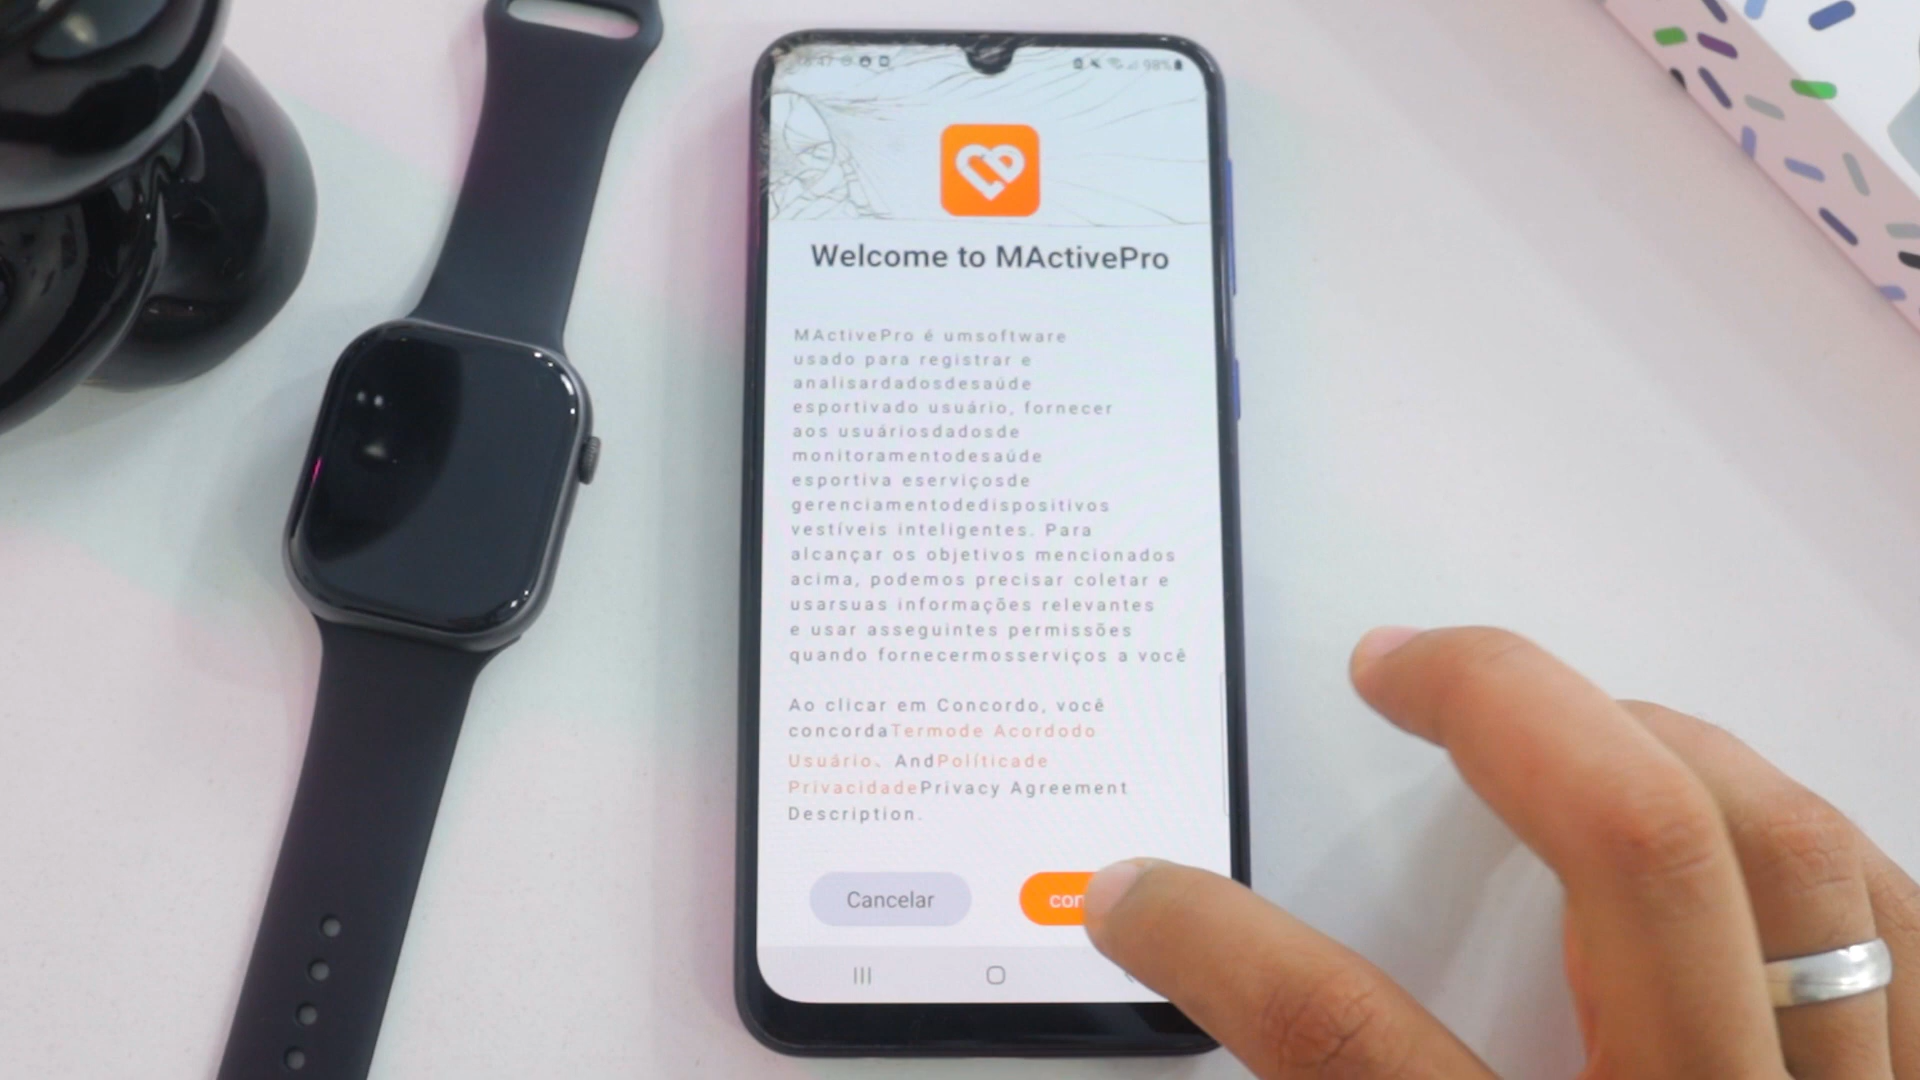 98%
Welcome to MActivePro
MActivePro é umsoftware
usado para registrar e
analisardadosdesaúde
esportivado usuário, fornecer
aos usuáriosdadosde
monitoramentodesaúde
esportiva eserviçosde
gerenciamentodedispositivos
vestíveis inteligentes. Para
alcançar os objetivos mencionados
acima, podemos precisar coletar e
usarsuas informações relevantes
e usar asseguintes permissões
quando fornecermosserviços a você
Ao clicar em Concordo, você
concordaTermode Acordodo
Usuário、AndPolíticade
PrivacidadePrivacy Agreement
Description.
Cancelar